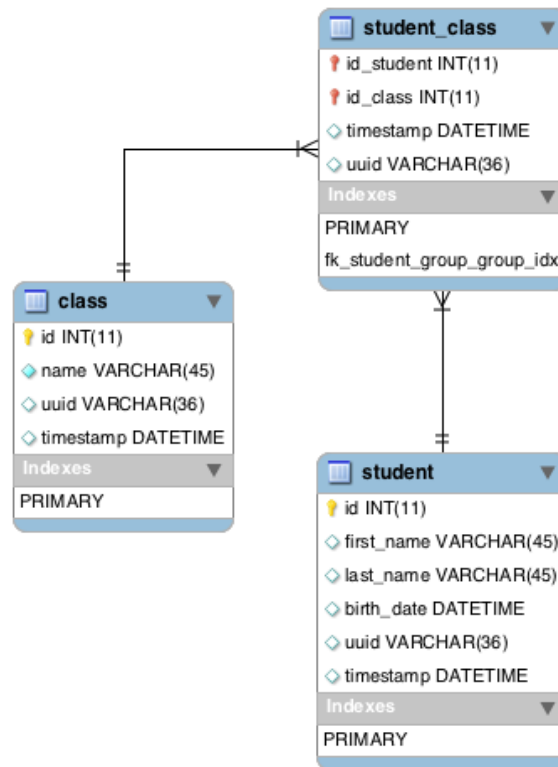 student_class
id_student INT(11)
id_class INT(11)
timestamp DATETIME
uuid VARCHAR(36)
Indexes
PRIMARY
fk_student_group_group_idx
class
id INT(11)
name VARCHAR(45)
uuid VARCHAR(36)
timestamp DATETIME
Indexes
PRIMARY
student
id INT(11)
first_name VARCHAR(45)
last_name VARCHAR(45)
birth_date DATETIME
uuid VARCHAR(36)
timestamp DATETIME
Indexes
PRIMARY